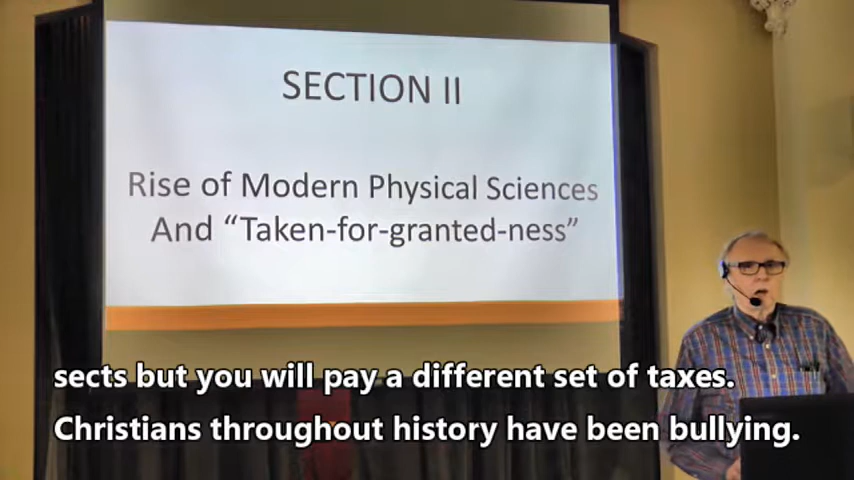 SECTION II
Rise of Modern Physical Sciences
And “Taken-for-granted-ness”
sects but you will pay a different set of taxes.
Christians throughout history have been bullying.